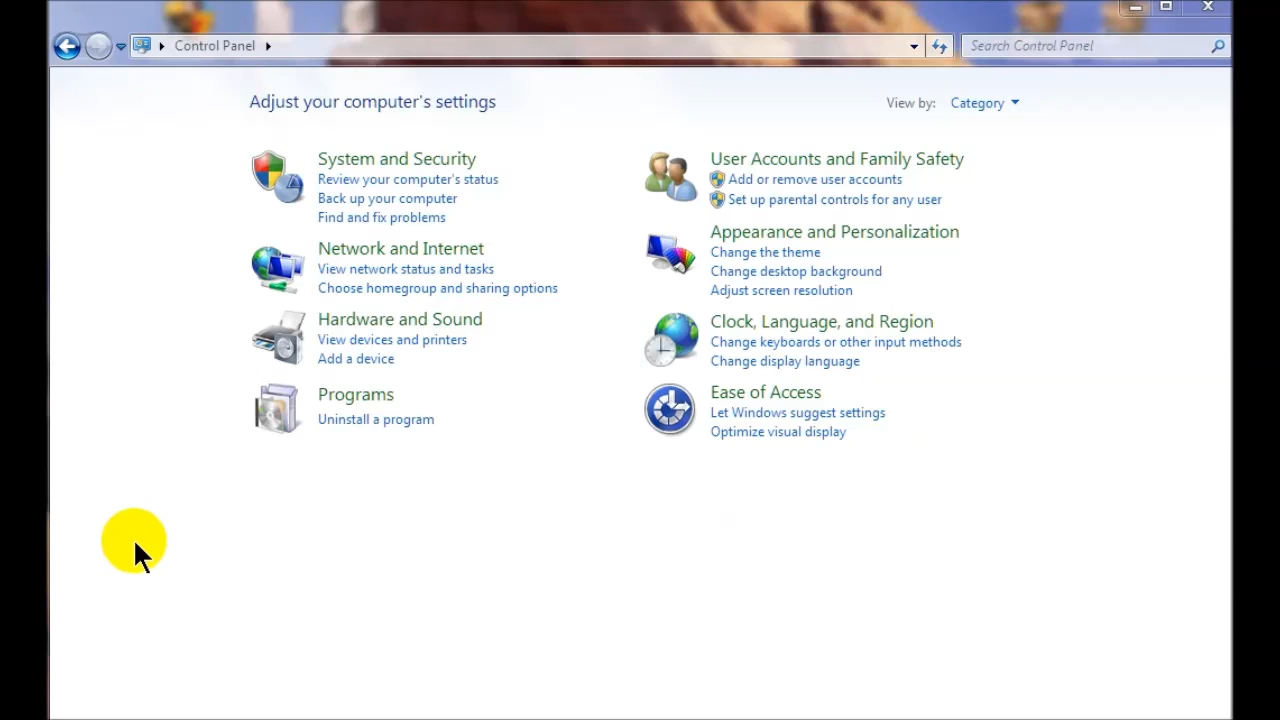 Control Panel
Search Control Panel
Adjust your computer's settings
View by: Category
System and Security
Review your computer's status
Back up your computer
Find and fix problems
Network and Internet
View network status and tasks
Choose homegroup and sharing options
Hardware and Sound
View devices and printers
Add a device
Programs
Uninstall a program
User Accounts and Family Safety
Add or remove user accounts
Set up parental controls for any user
Appearance and Personalization
Change the theme
Change desktop background
Adjust screen resolution
Clock, Language, and Region
Change keyboards or other input methods
Change display language
Ease of Access
Let Windows suggest settings
Optimize visual display